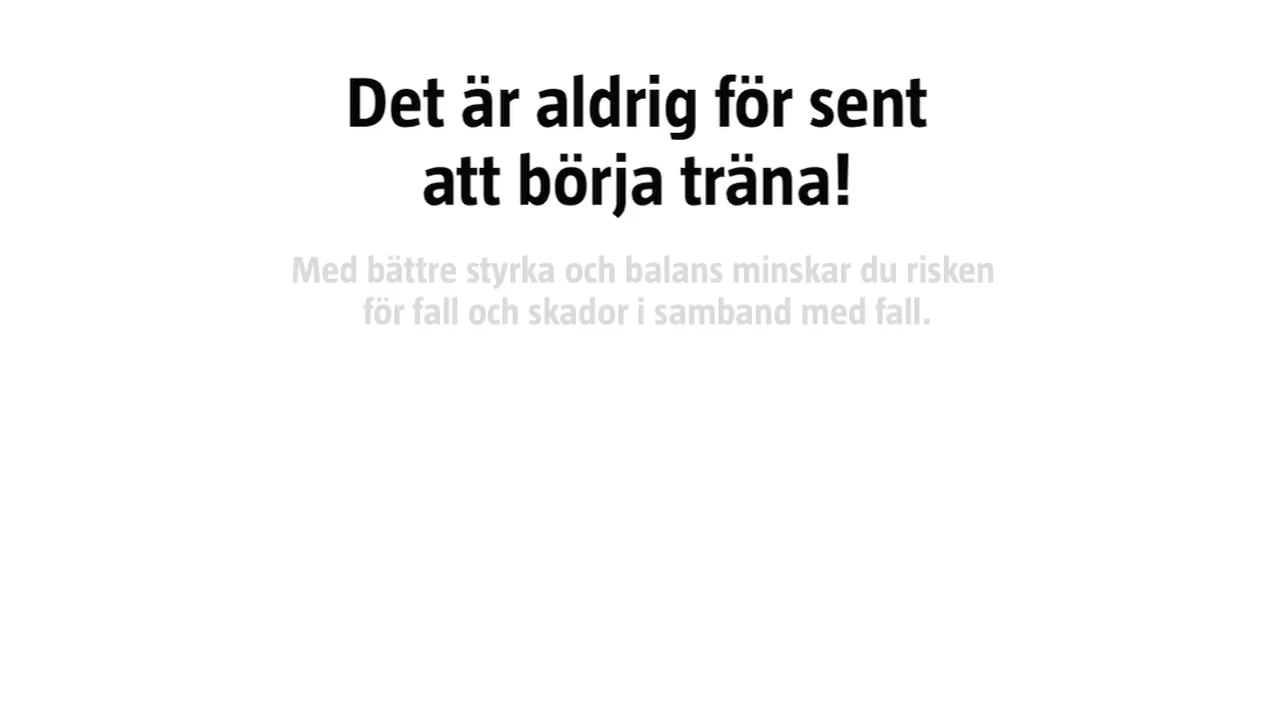 Det är aldrig för sent
att börja träna!
Med bättre styrka och balans minskar du risken
för fall och skador i samband med fall.